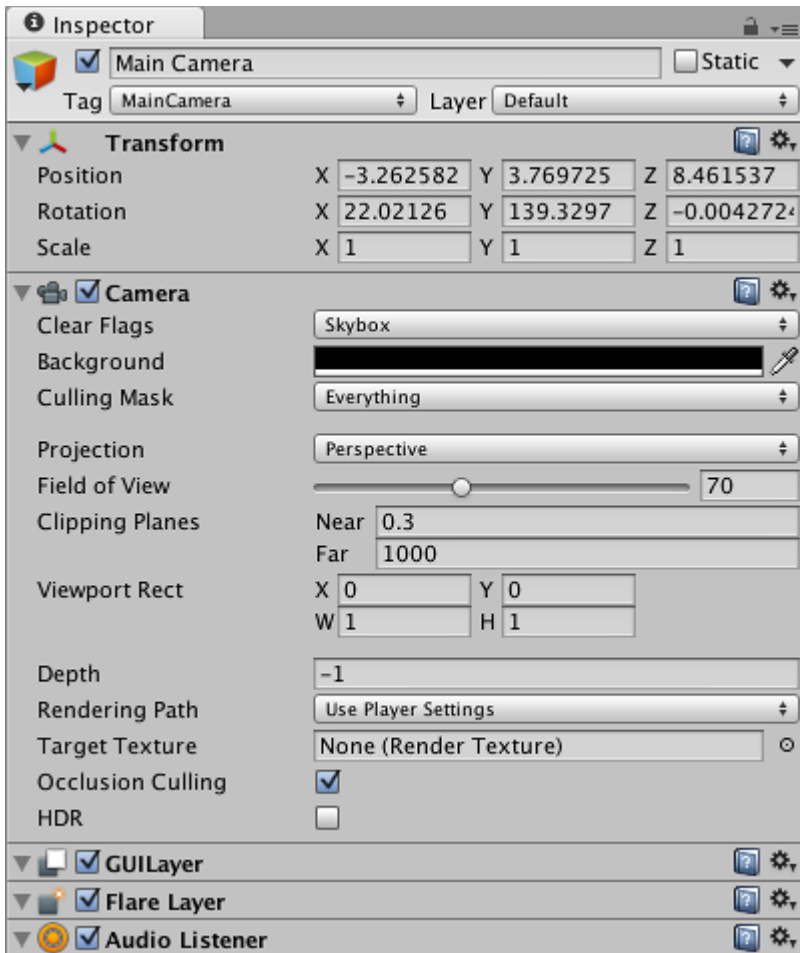 Inspector
Main Camera Static
Tag MainCamera Layer Default
Transform
Position X -3.262582 Y 3.769725 Z 8.461537
Rotation X 22.02126 Y 139.3297 Z -0.004272
Scale X 1 Y 1 Z 1
Camera
Clear Flags Skybox
Background
Culling Mask Everything
Projection Perspective
Field of View 70
Clipping Planes Near 0.3
Far 1000
Viewport Rect X 0 Y 0
W 1 H 1
Depth -1
Rendering Path Use Player Settings
Target Texture None (Render Texture)
Occlusion Culling
HDR
GUILayer
Flare Layer
Audio Listener